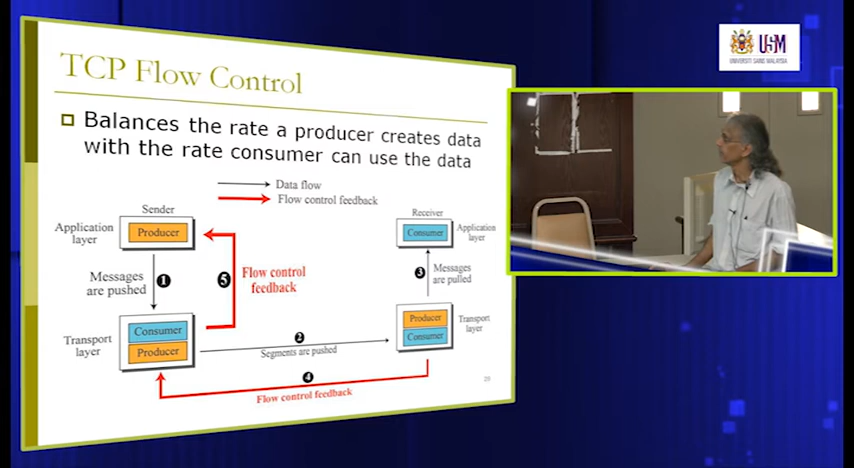 TCP Flow Control
Balances the rate a producer creates data
with the rate consumer can use the data
Data flow
Flow control feedback
Sender
Application
layer
Producer
Messages
are pushed
1
5
Flow control
feedback
Receiver
Consumer
Application
layer
3
Messages
are pulled
Transport
layer
Consumer
Producer
2
Segments are pushed
Producer
Consumer
Transport
layer
4
Flow control feedback
USM
UNIVERSITI SAINS MALAYSIA